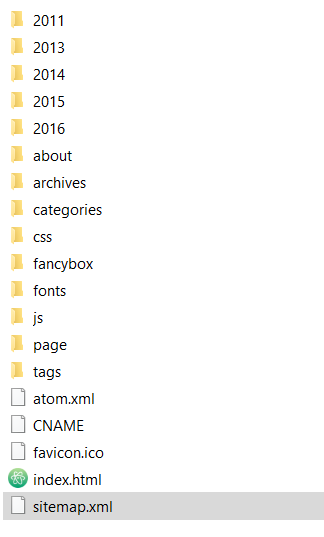 2011
2013
2014
2015
2016
about
archives
categories
css
fancybox
fonts
js
page
tags
atom.xml
CNAME
favicon.ico
index.html
sitemap.xml